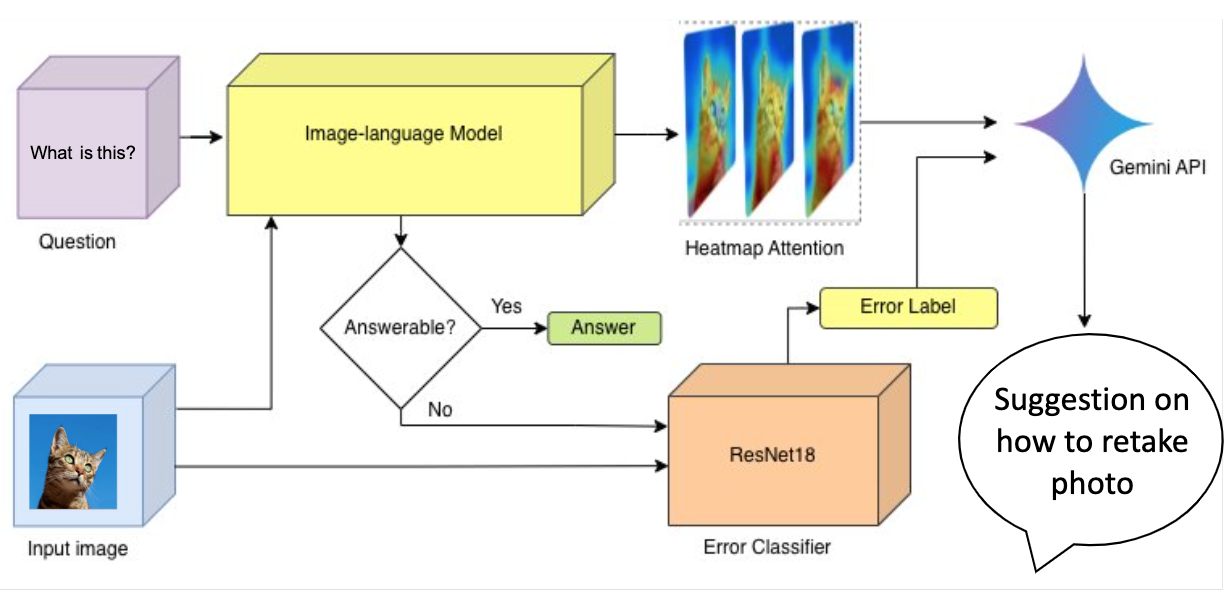 What is this?
Question
Image-language Model
Heatmap Attention
Gemini API
Answerable?
Yes
Answer
No
Error Label
Input image
ResNet18
Error Classifier
Suggestion on
how to retake
photo